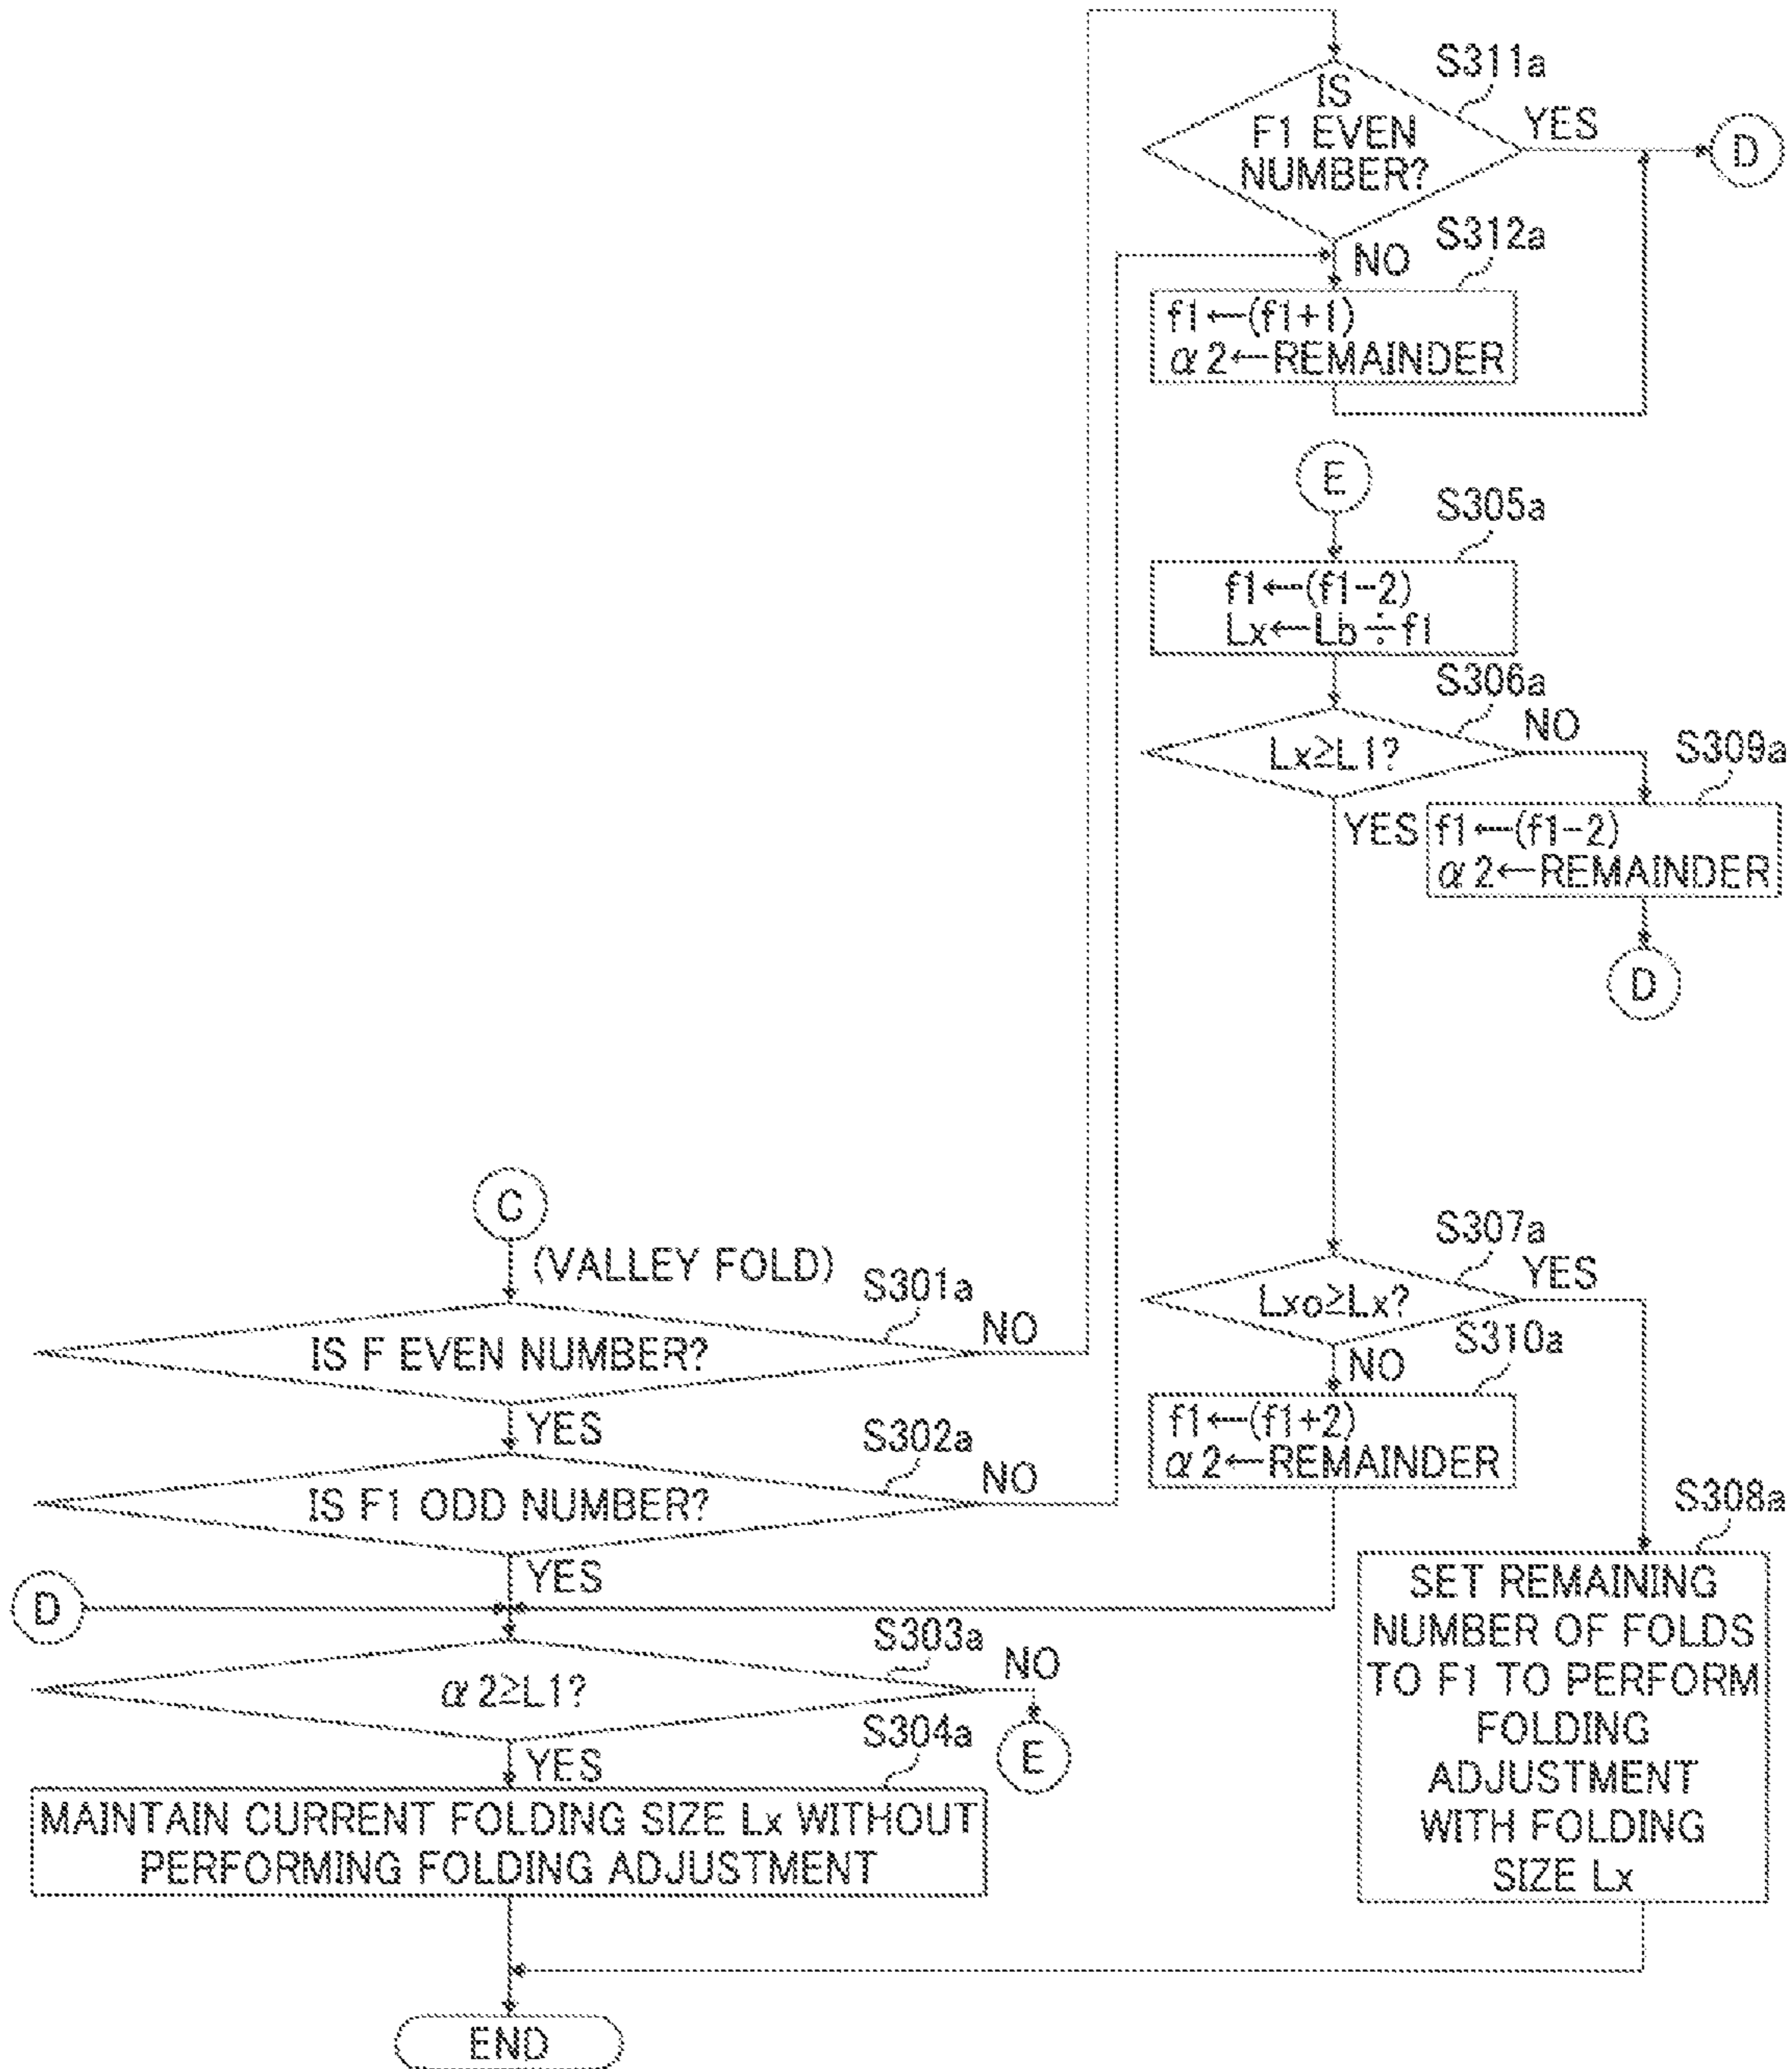 S311a
IS
F1 EVEN
NUMBER?
YES
D
NO
S312a
f1←(f1+1)
α2←REMAINDER
E
S305a
f1←(f1-2)
Lx←Lb÷f1
S306a
Lx≥L1?
NO
YES
S309a
f1←(f1-2)
α2←REMAINDER
D
C
(VALLEY FOLD)
S301a
IS F EVEN NUMBER?
NO
YES
S302a
IS F1 ODD NUMBER?
NO
YES
D
S303a
α2≥L1?
NO
E
YES
S304a
MAINTAIN CURRENT FOLDING SIZE Lx WITHOUT
PERFORMING FOLDING ADJUSTMENT
S307a
Lxo≥Lx?
YES
NO
S310a
f1←(f1+2)
α2←REMAINDER
S308a
SET REMAINING
NUMBER OF FOLDS
TO F1 TO PERFORM
FOLDING
ADJUSTMENT
WITH FOLDING
SIZE Lx
END